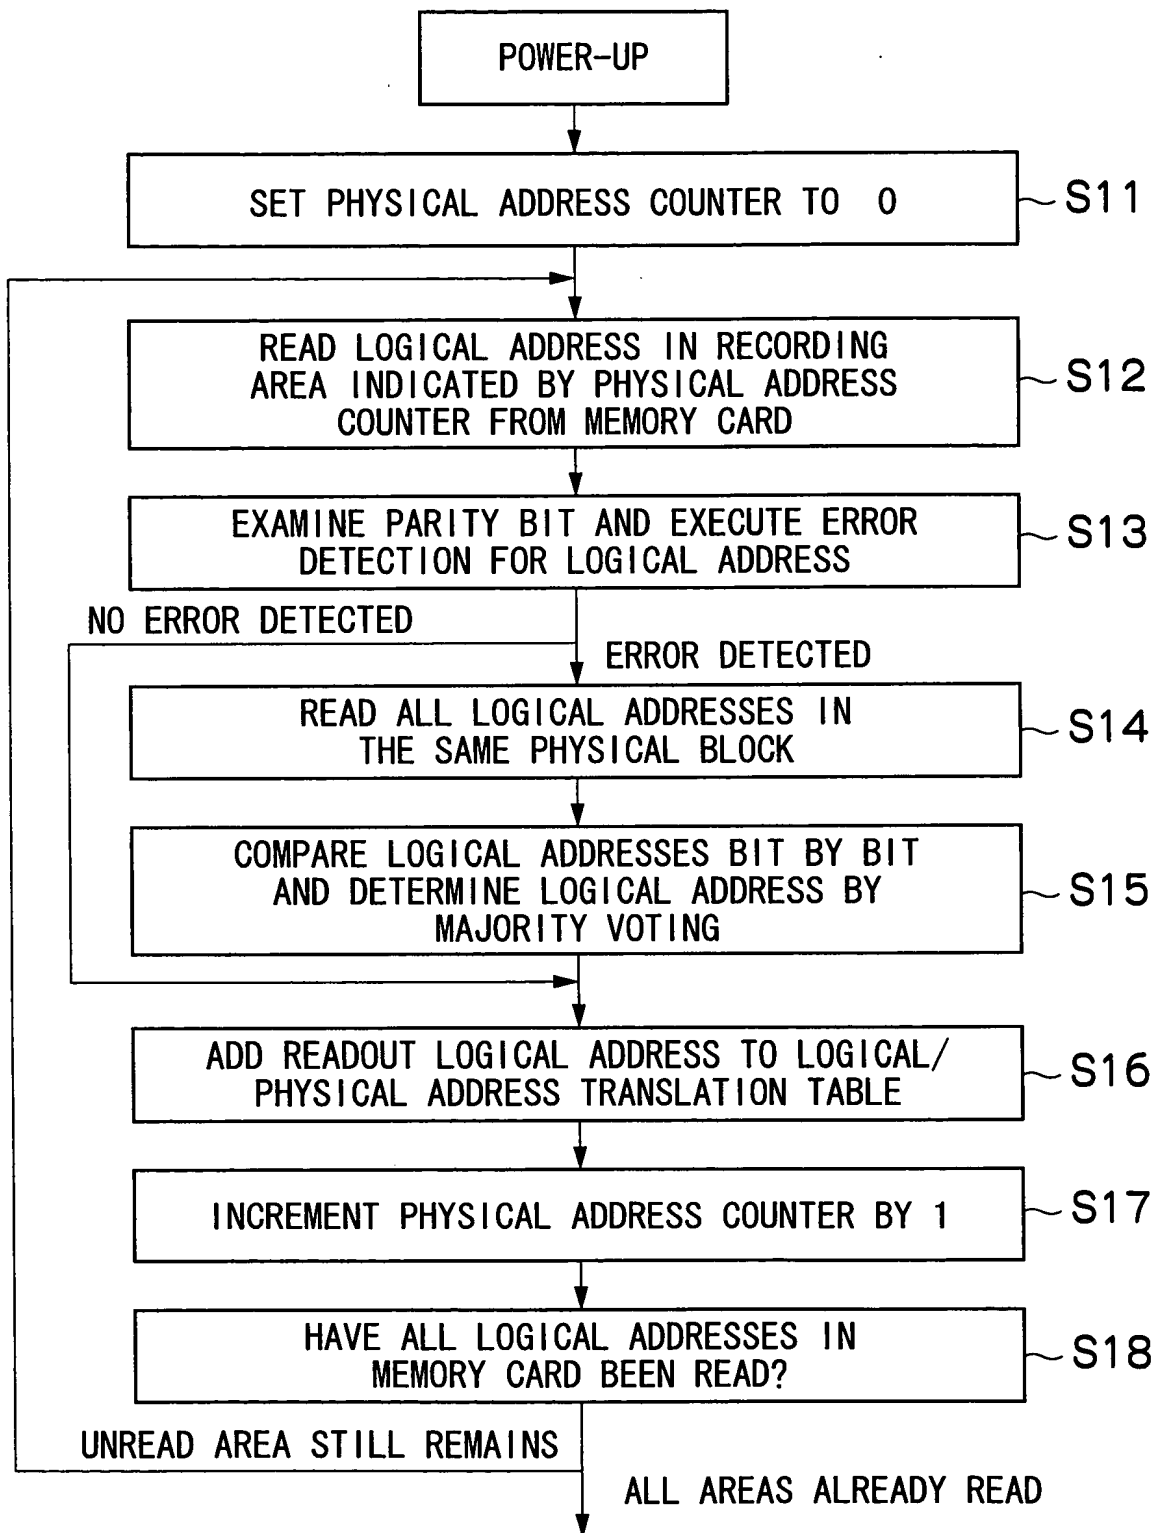 POWER-UP
SET PHYSICAL ADDRESS COUNTER TO 0
S11
READ LOGICAL ADDRESS IN RECORDING
AREA INDICATED BY PHYSICAL ADDRESS
COUNTER FROM MEMORY CARD
S12
EXAMINE PARITY BIT AND EXECUTE ERROR
DETECTION FOR LOGICAL ADDRESS
S13
NO ERROR DETECTED
ERROR DETECTED
READ ALL LOGICAL ADDRESSES IN
THE SAME PHYSICAL BLOCK
S14
COMPARE LOGICAL ADDRESSES BIT BY BIT
AND DETERMINE LOGICAL ADDRESS BY
MAJORITY VOTING
S15
ADD READOUT LOGICAL ADDRESS TO LOGICAL/
PHYSICAL ADDRESS TRANSLATION TABLE
S16
INCREMENT PHYSICAL ADDRESS COUNTER BY 1
S17
HAVE ALL LOGICAL ADDRESSES IN
MEMORY CARD BEEN READ?
S18
UNREAD AREA STILL REMAINS
ALL AREAS ALREADY READ